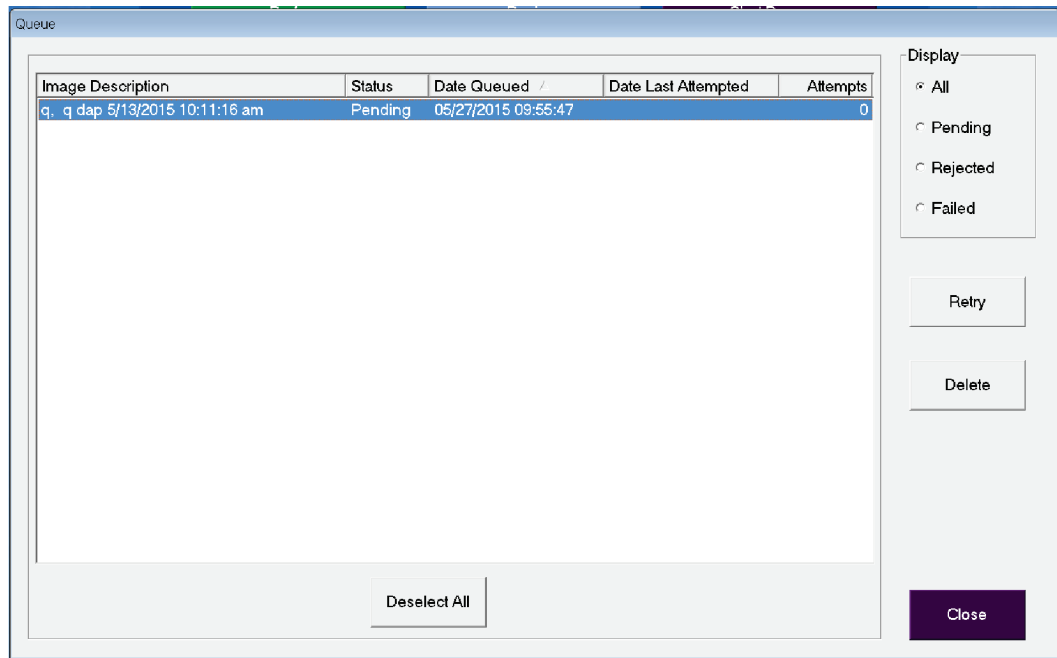 Queue
Display
Image Description Status Date Queued Date Last Attempted Attempts
q, q dap 5/13/2015 10:11:16 am Pending 05/27/2015 09:55:47 0
All
Pending
Rejected
Failed
Retry
Delete
Deselect All
Close